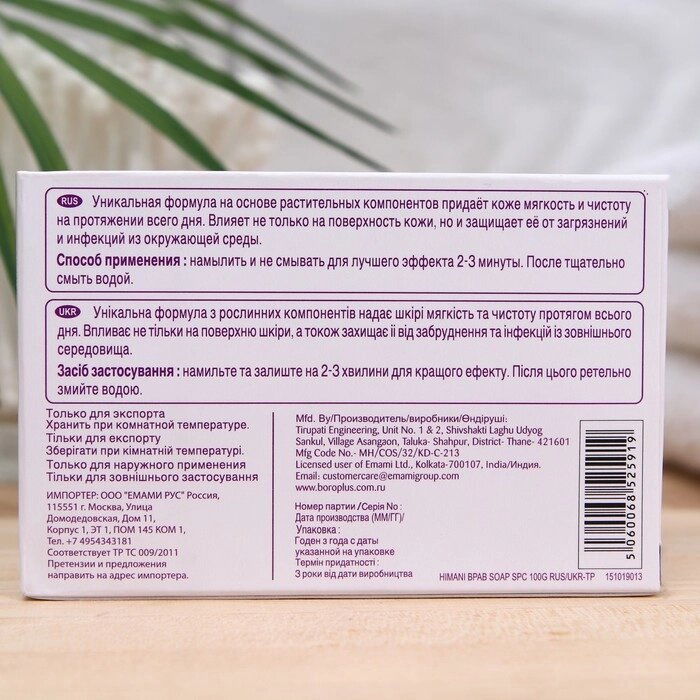 RUS Уникальная формула на основе растительных компонентов придаёт коже мягкость и чистоту
на протяжении всего дня. Влияет не только на поверхность кожи, но и защищает её от загрязнений
и инфекций из окружающей среды.
Способ применения : намылить и не смывать для лучшего эффекта 2-3 минуты. После тщательно
смыть водой.
UKR Унікальна формула з рослинних компонентів надає шкірі мягкість та чистоту протягом всього
дня. Впливає не тільки на поверхню шкіри, а також захищає її від забруднення та інфекцій із зовнішнього
середовища.
Засіб застосування : намильте та залиште на 2-3 хвилини для кращого ефекту. Після цього ретельно
змийте водою.
Только для экспорта
Хранить при комнатной температуре.
Тільки для експорту
Зберегати при кімнатній температурі.
Только для наружного применения
Тільки для зовнішнього застосування
ИМПОРТЕР: ООО "ЕМАМИ РУС" Россия,
115551 г. Москва, Улица
Домодедовская, Дом 11,
Корпус 1, ЭТ 1, ПОМ 145 КОМ 1,
Тел. +7 4954343181
Соответствует ТР ТС 009/2011
Претензии и предложения
направить на адрес импортера.
Mfd. By/Производитель/виробники/Өндіруші:
Tirupati Engineering, Unit No. 1 & 2, Shivshakti Laghu Udyog
Sankul, Village Asangaon, Taluka- Shahpur, District- Thane- 421601
Mfg Code No.- MH/COS/32/KD-C-213
Licensed user of Emami Ltd., Kolkata-700107, India/Индия.
Email: customercare@emamigroup.com
www.boroplus.com.ru
Номер партии /Серія No :
Дата производства (ММ/ГГ)/
Упаковка :
Годен 3 года с даты
указанной на упаковке
Термін придатності :
3 роки від дати виробництва
5060068525919
HIMANI BPAB SOAP SPC 100G RUS/UKR-TP 151019013